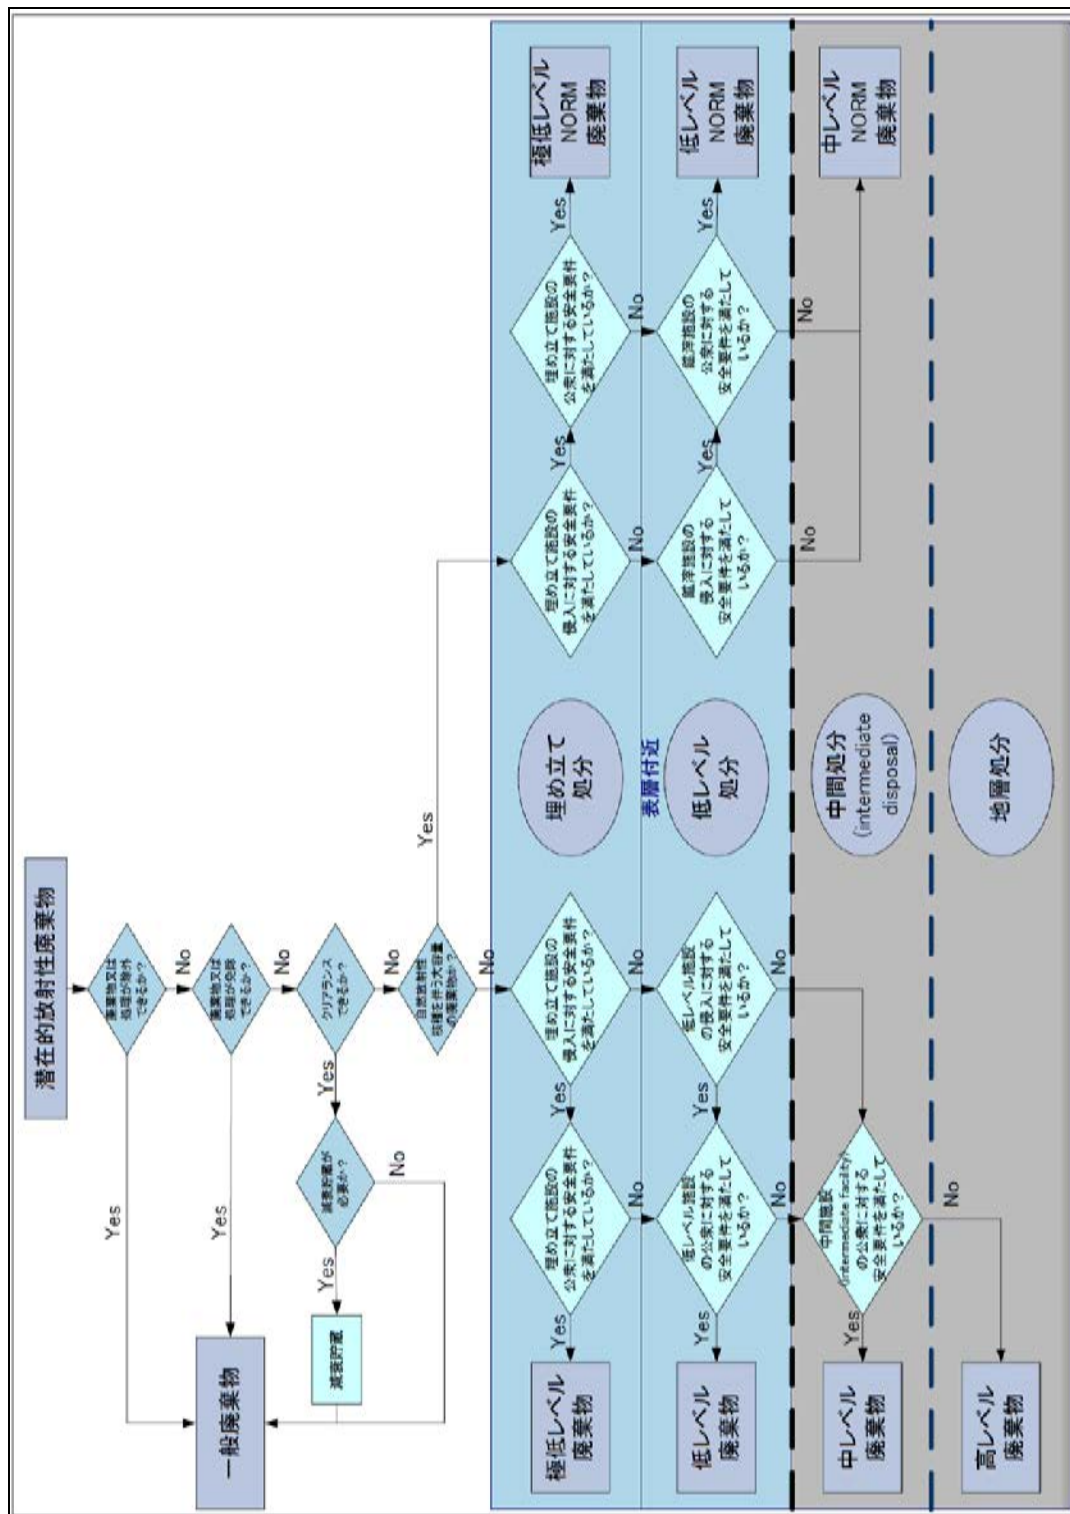 潜在的放射性廃棄物
廃棄物又は
処理が除外
できるか?
Yes
No
廃棄物又は
処理が免除
できるか?
Yes
No
クリアランス
できるか?
Yes
No
減衰貯蔵が
必要か?
Yes
No
減衰貯蔵
一般廃棄物
自然放射性
核種を伴う大容量
の廃棄物か?
Yes
No
埋め立て施設の
侵入に対する安全要件
を満たしているか?
Yes
No
埋め立て施設の
公衆に対する安全要件
を満たしているか?
Yes
No
極低レベル
廃棄物
埋め立て
処分
埋め立て施設の
侵入に対する安全要件
を満たしているか?
Yes
No
埋め立て施設の
公衆に対する安全要件
を満たしているか?
Yes
No
極低レベル
NORM
廃棄物
表層付近
低レベル施設
の侵入に対する
安全要件を満たして
いるか?
Yes
No
低レベル施設
の公衆に対する
安全要件を満たして
いるか?
Yes
No
低レベル
廃棄物
低レベル
処分
鉱滓施設の
侵入に対する
安全要件を満たして
いるか?
Yes
No
鉱滓施設の
公衆に対する
安全要件を満たして
いるか?
Yes
No
低レベル
NORM
廃棄物
中間施設
(intermediate facility)
の公衆に対する
安全要件を満たして
いるか?
Yes
No
中レベル
廃棄物
中間処分
(intermediate
disposal)
中レベル
NORM
廃棄物
高レベル
廃棄物
地層処分